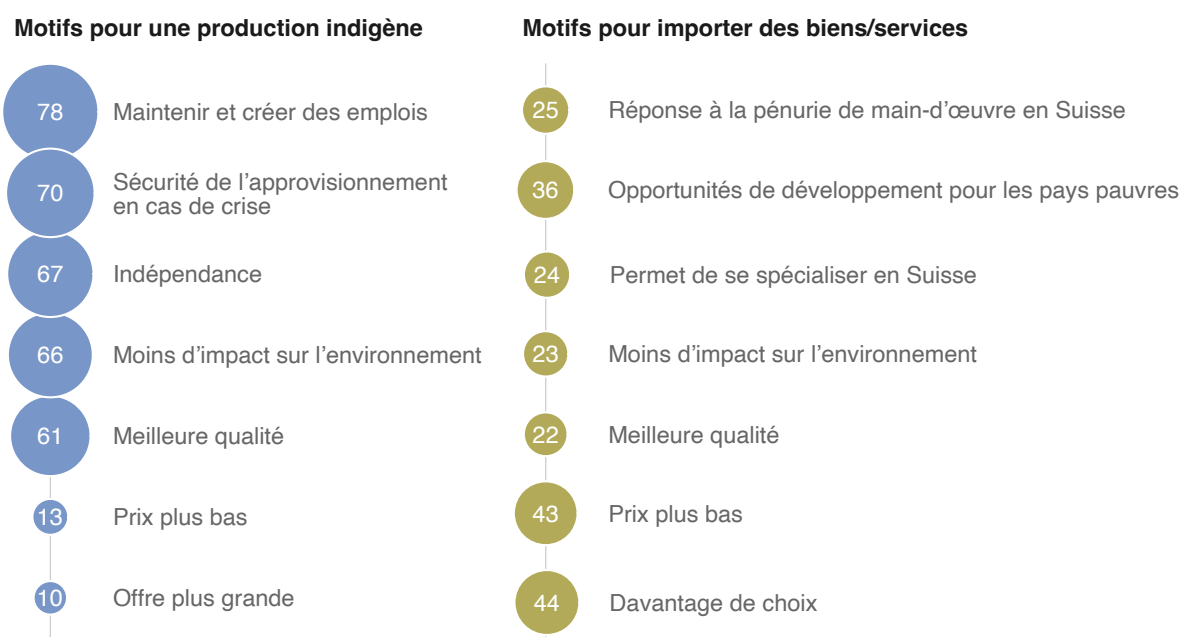 Motifs pour une production indigène
78 Maintenir et créer des emplois
70 Sécurité de l'approvisionnement
en cas de crise
67 Indépendance
66 Moins d'impact sur l'environnement
61 Meilleure qualité
13 Prix plus bas
10 Offre plus grande
Motifs pour importer des biens/services
25 Réponse à la pénurie de main-d'œuvre en Suisse
36 Opportunités de développement pour les pays pauvres
24 Permet de se spécialiser en Suisse
23 Moins d'impact sur l'environnement
22 Meilleure qualité
43 Prix plus bas
44 Davantage de choix